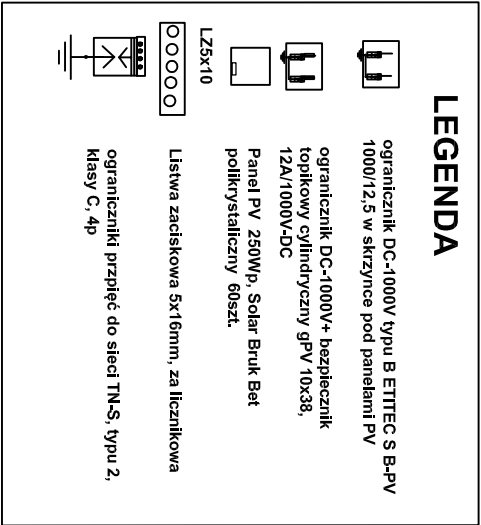 LEGENDA
ogranicznik DC-1000V typu B ETITEC S B-PV
1000/12,5 w skrzynce pod panelami PV
ogranicznik DC-1000V+ bezpiecznik
topikowy cylindryczny gPV 10x38,
12A/1000V-DC
Panel PV 250Wp, Solar Bruk Bet
polikrystaliczny 60szt.
LZ5x10
Listwa zaciskowa 5x16mm, za licznikowa
ograniczniki przpięć do sieci TN-S, typu 2,
klasy C, 4p